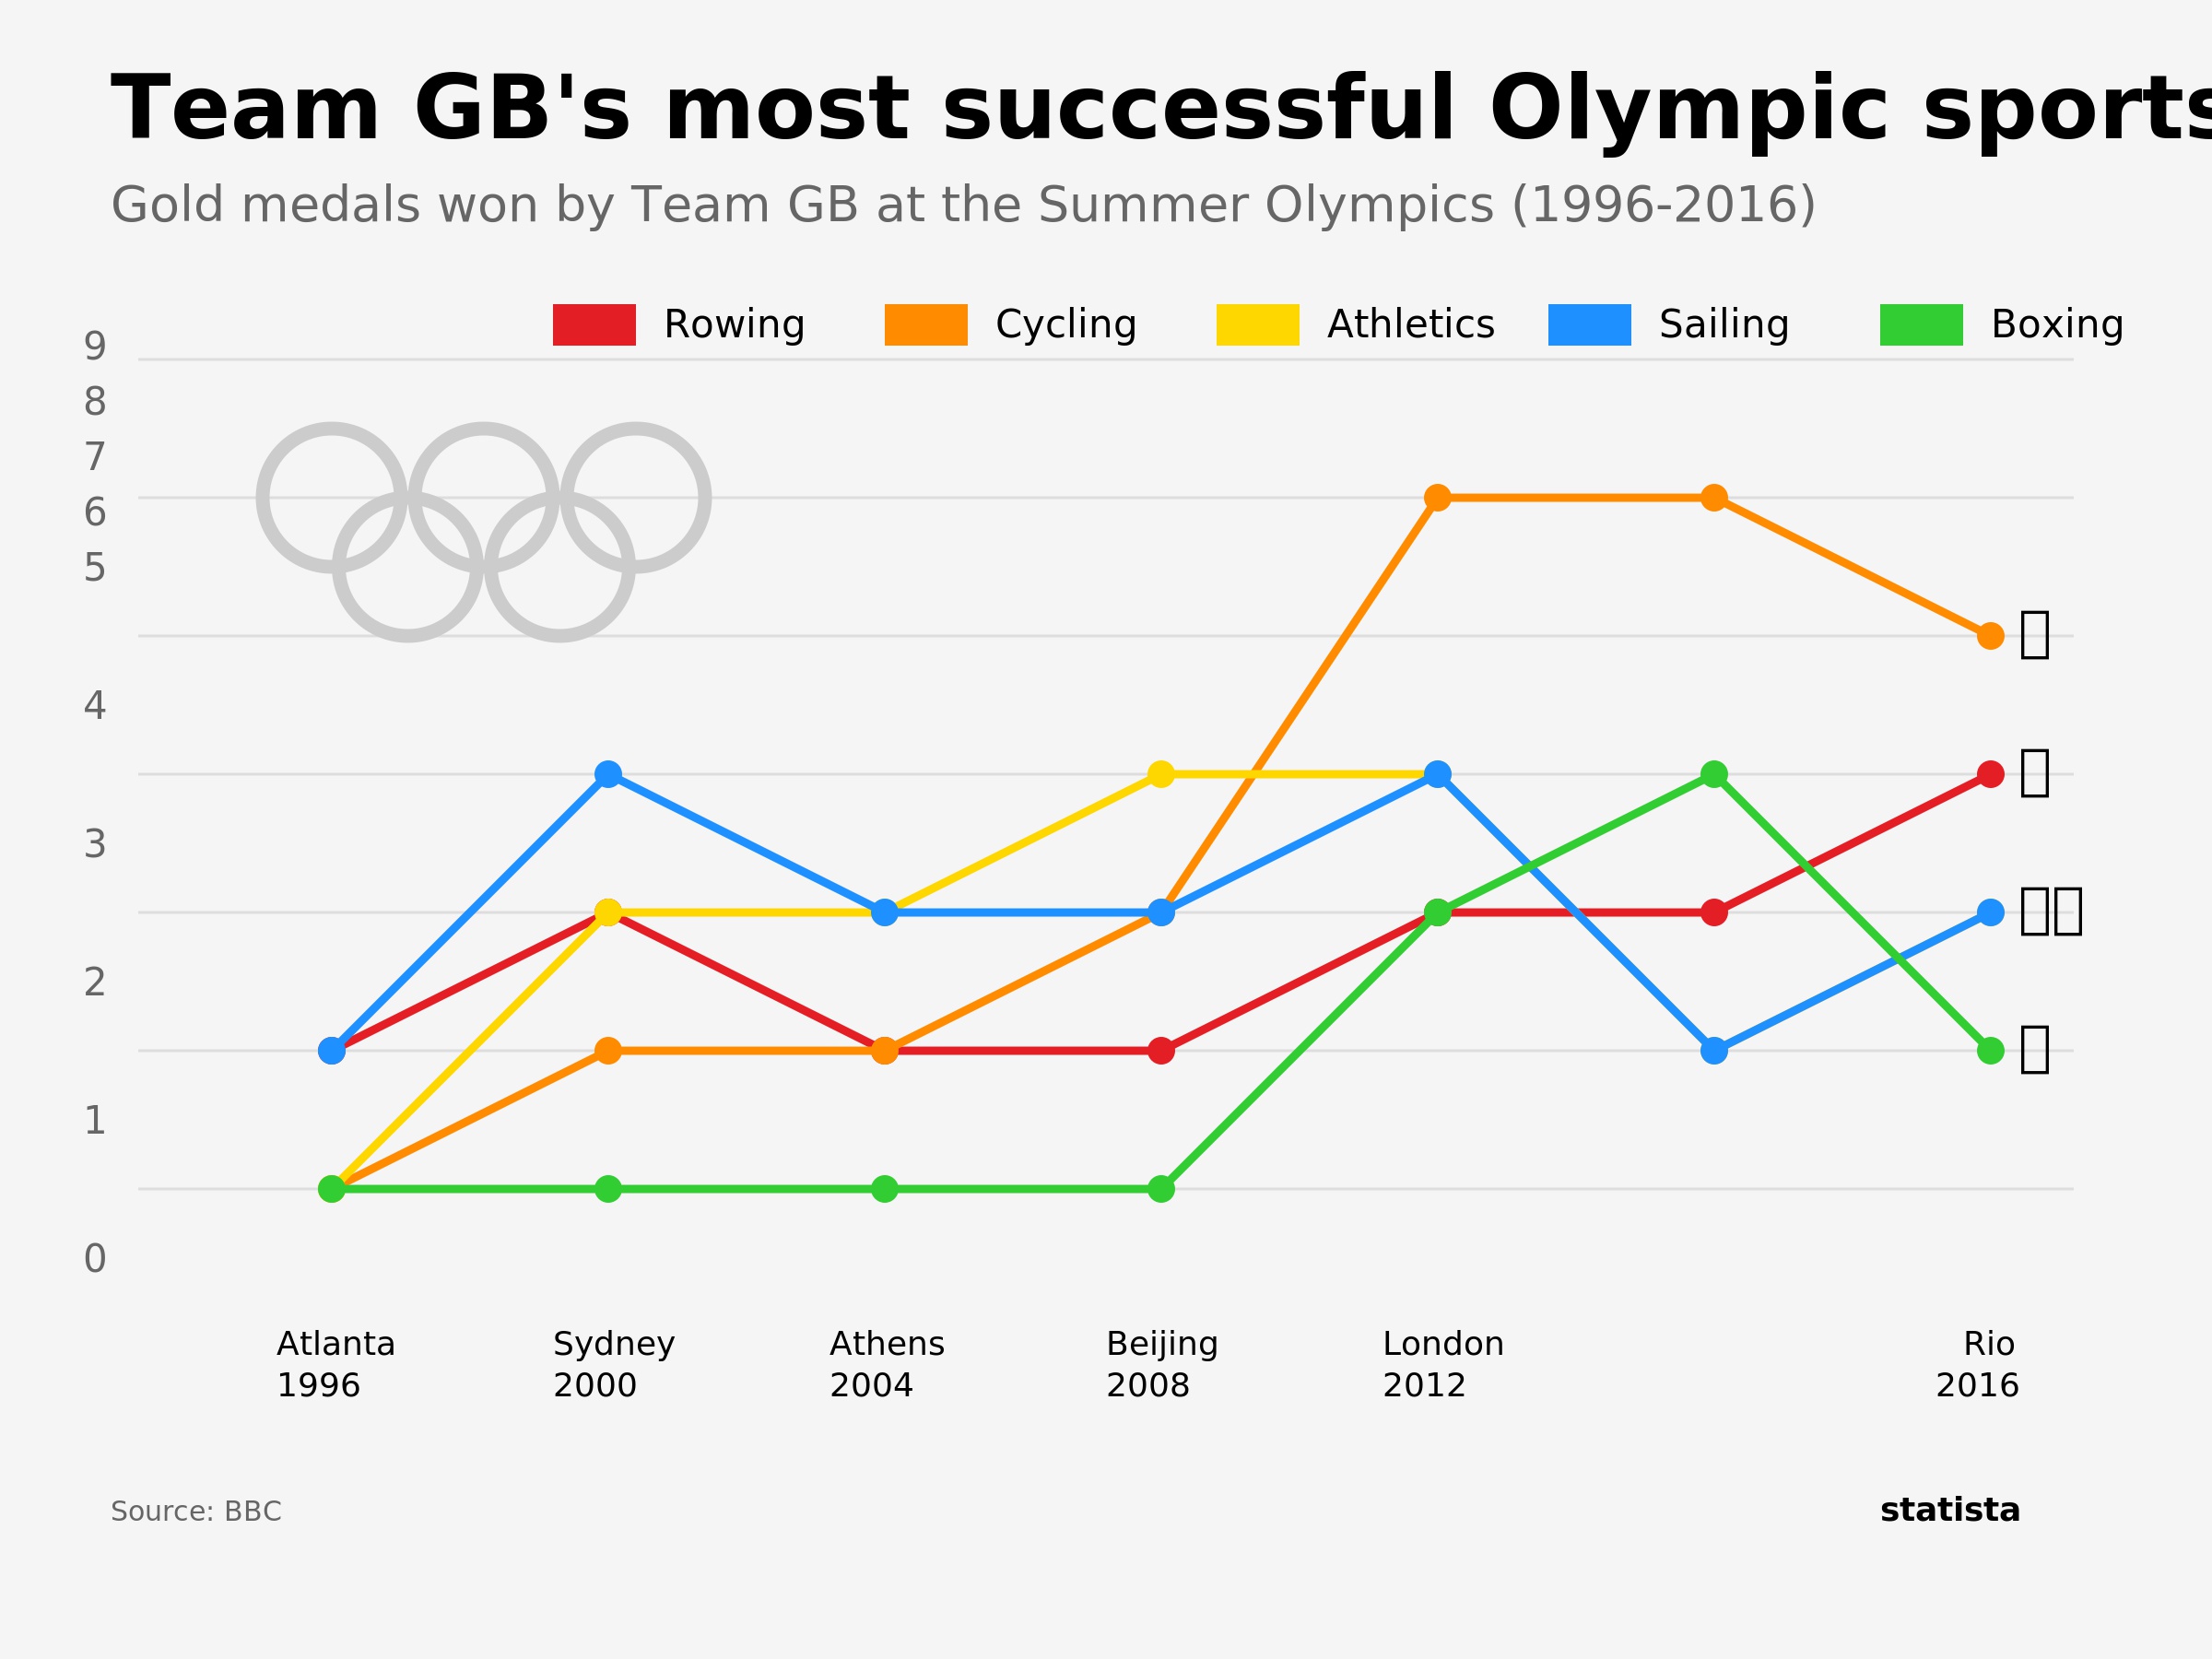 Team GB's most successful Olympic sports
Gold medals won by Team GB at the Summer Olympics (1996-2016)
Rowing Cycling Athletics Sailing Boxing
9
8
7
6
5
4
3
2
1
0
Atlanta Sydney Athens Beijing London Rio
1996 2000 2004 2008 2012 2016
Source: BBC statista